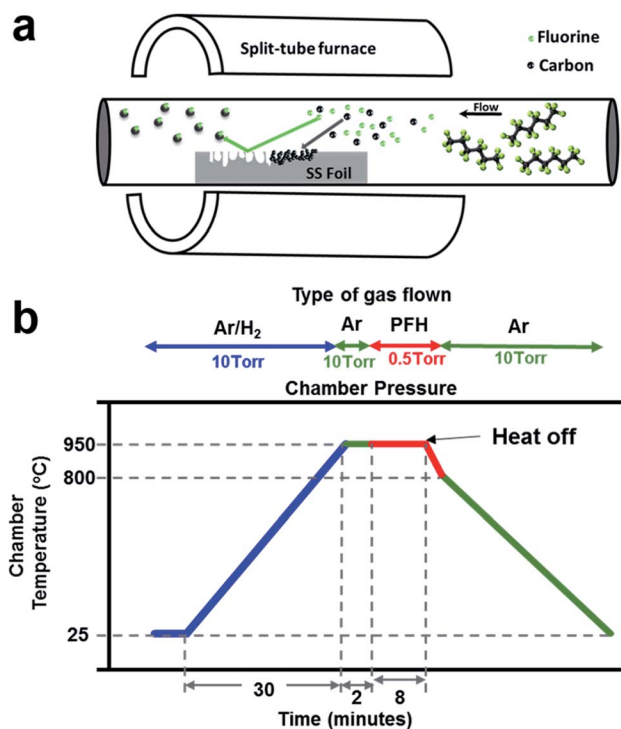 a
Split-tube furnace
Fluorine
Carbon
Flow
SS Foil
b
Type of gas flown
Ar/H₂ Ar PFH Ar
10Torr 10Torr 0.5Torr 10Torr
Chamber Pressure
Heat off
950
800
25
Chamber
Temperature (°C)
30 2 8
Time (minutes)